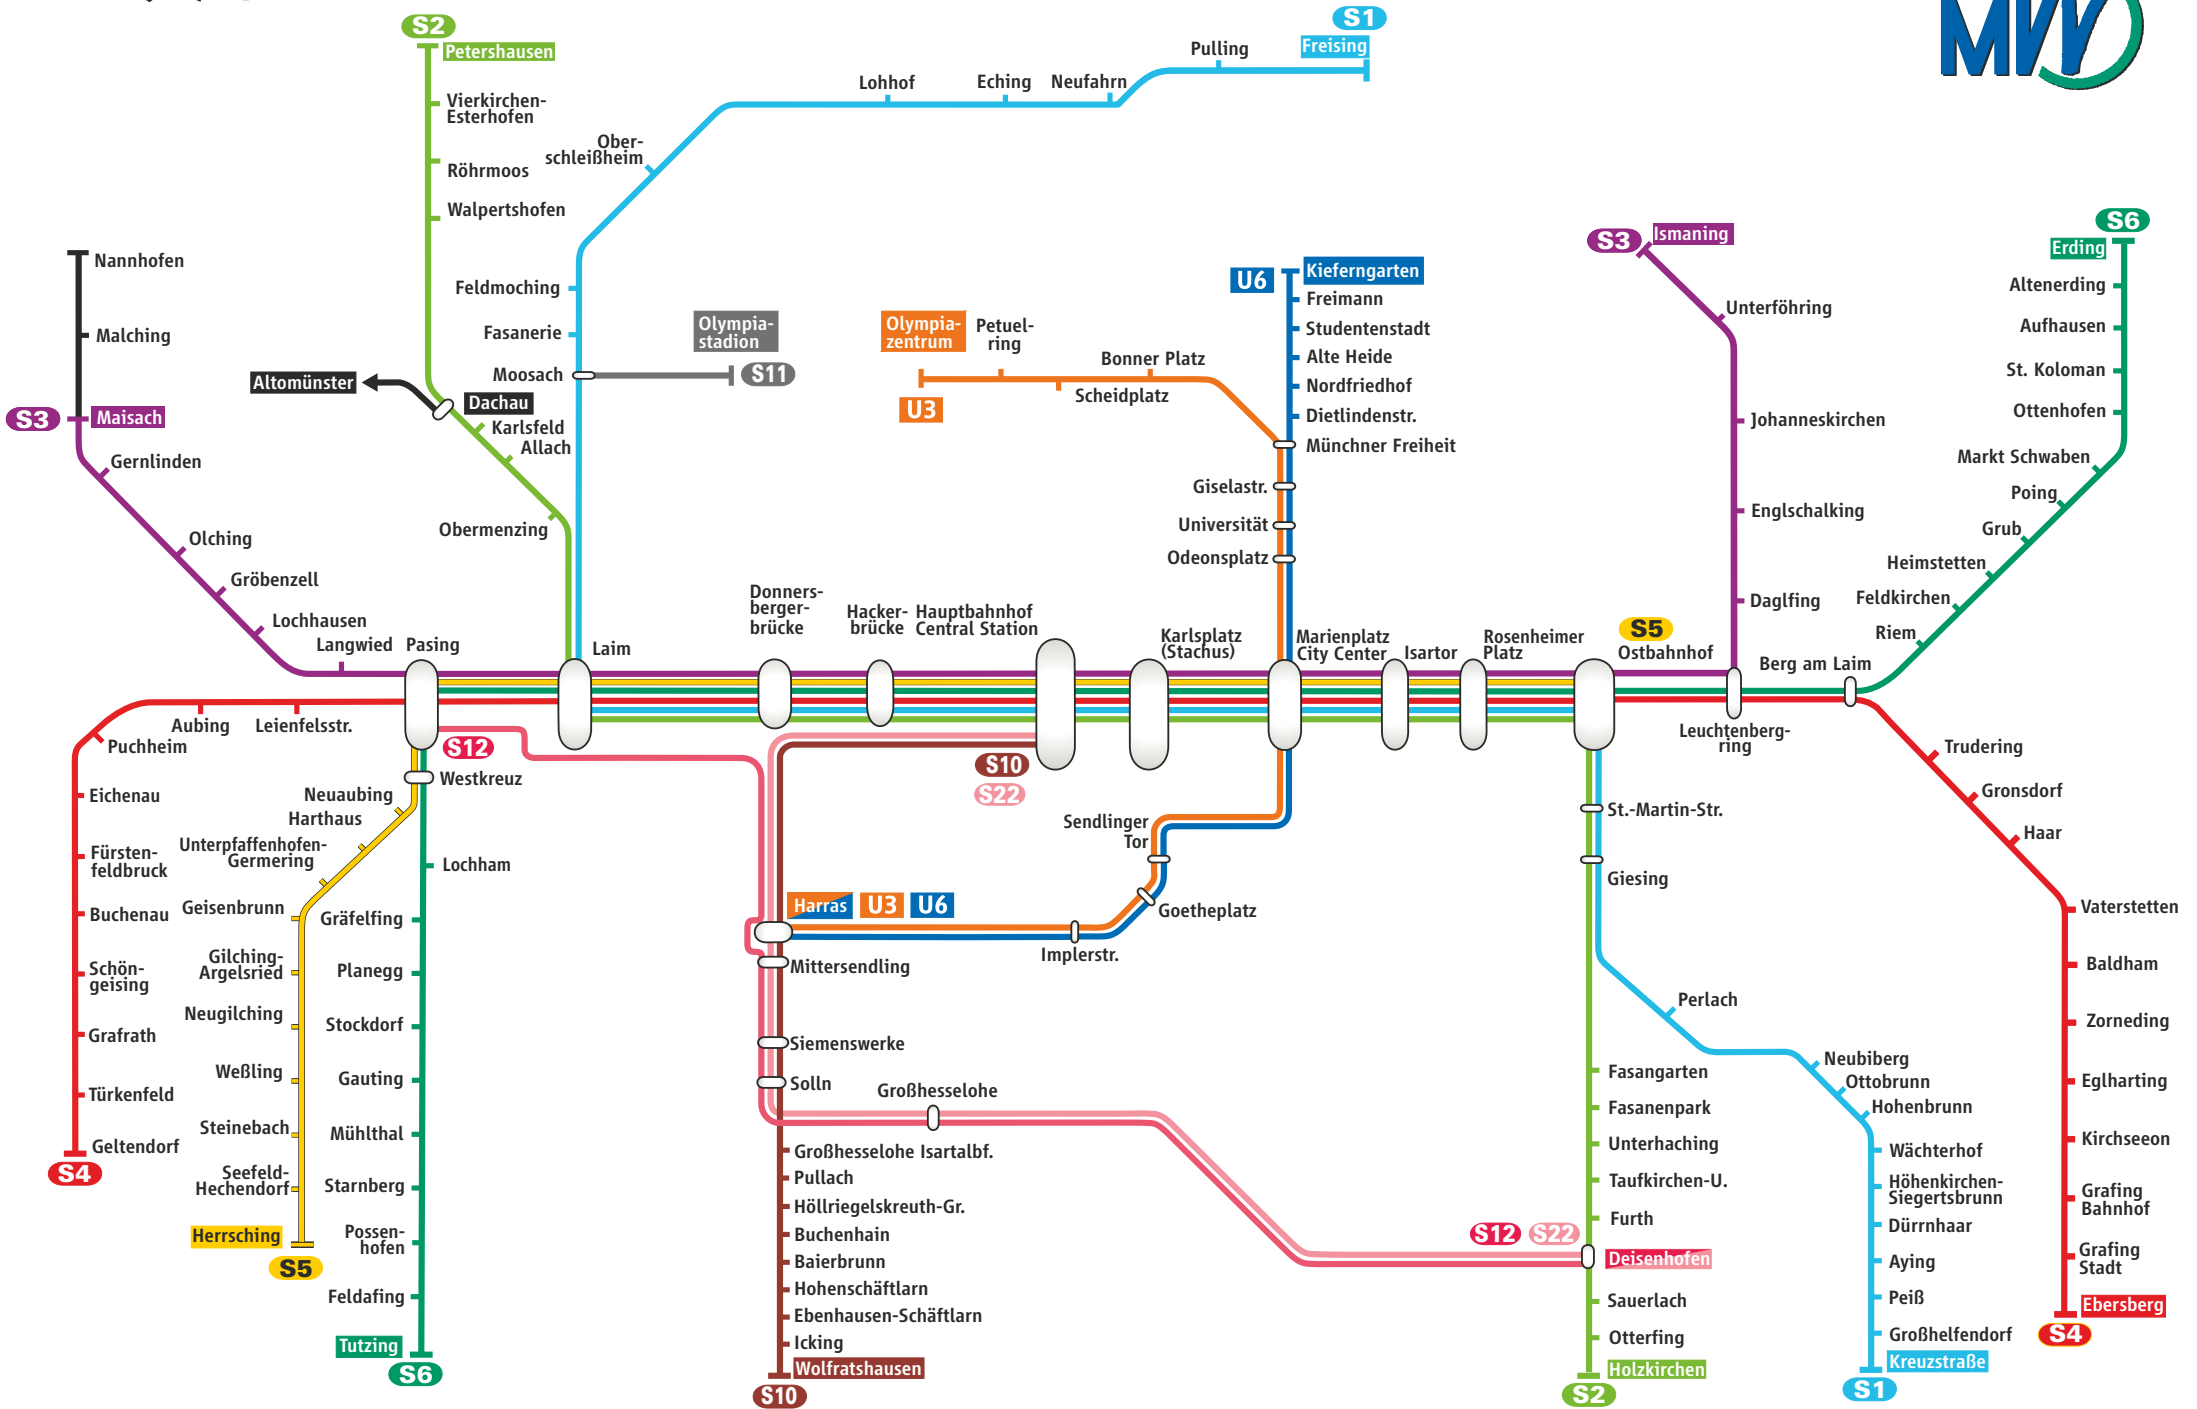 S2
Petershausen
Vierkirchen-
Esterhofen
Röhrmoos
Walpertshofen
S1
Freising
Pulling
Neufahrn
Eching
Lohhof
Ober-
schleißheim
Feldmoching
Fasanerie
Moosach
MVV
Nannhofen
Malching
S3
Maisach
Gernlinden
Olching
Gröbenzell
Lochhausen
Langwied
Altomünster
Dachau
Karlsfeld
Allach
Obermenzing
Olympia-
stadion
S11
Olympia-
zentrum
U3
Petuel-
ring
Scheidplatz
Bonner Platz
U6
Kieferngarten
Freimann
Studentenstadt
Alte Heide
Nordfriedhof
Dietlindenstr.
Münchner Freiheit
Giselastr.
Universität
Odeonsplatz
S3
Ismaning
Unterföhring
Johanneskirchen
Englschalking
Daglfing
S6
Erding
Altenerding
Aufhausen
St. Koloman
Ottenhofen
Markt Schwaben
Poing
Grub
Heimstetten
Feldkirchen
Riem
Pasing
Laim
Donners-
berger-
brücke
Hacker-
brücke
Hauptbahnhof
Central Station
Karlsplatz
(Stachus)
Marienplatz
City Center
Isartor
Rosenheimer
Platz
S5
Ostbahnhof
Leuchtenberg-
ring
Berg am Laim
Leienfelsstr.
Aubing
Puchheim
Eichenau
Fürsten-
feldbruck
Buchenau
Schön-
geising
Grafrath
Türkenfeld
Geltendorf
S4
S12
Westkreuz
Neuaubing
Harthaus
Unterpfaffenhofen-
Germering
Geisenbrunn
Gilching-
Argelsried
Neugilching
Weßling
Steinebach
Seefeld-
Hechendorf
Herrsching
S5
Lochham
Gräfelfing
Planegg
Stockdorf
Gauting
Mühlthal
Starnberg
Possen-
hofen
Feldafing
Tutzing
S6
S10
S22
Sendlinger
Tor
Goetheplatz
Implerstr.
Harras
U3
U6
Mittersendling
Siemenswerke
Solln
Großhesselohe
Großhesselohe Isartalbf.
Pullach
Höllriegelskreuth-Gr.
Buchenhain
Baierbrunn
Hohenschäftlarn
Ebenhausen-Schäftlarn
Icking
Wolfratshausen
S10
St.-Martin-Str.
Giesing
Fasangarten
Fasanenpark
Unterhaching
Taufkirchen-U.
Furth
S12
S22
Deisenhofen
Sauerlach
Otterfing
Holzkirchen
S2
Perlach
Neubiberg
Ottobrunn
Hohenbrunn
Wächterhof
Höhenkirchen-
Siegertsbrunn
Dürrnhaar
Aying
Peiß
Großhelfendorf
Kreuzstraße
S1
Trudering
Gronsdorf
Haar
Vaterstetten
Baldham
Zorneding
Eglharting
Kirchseeon
Grafing
Bahnhof
Grafing
Stadt
Ebersberg
S4